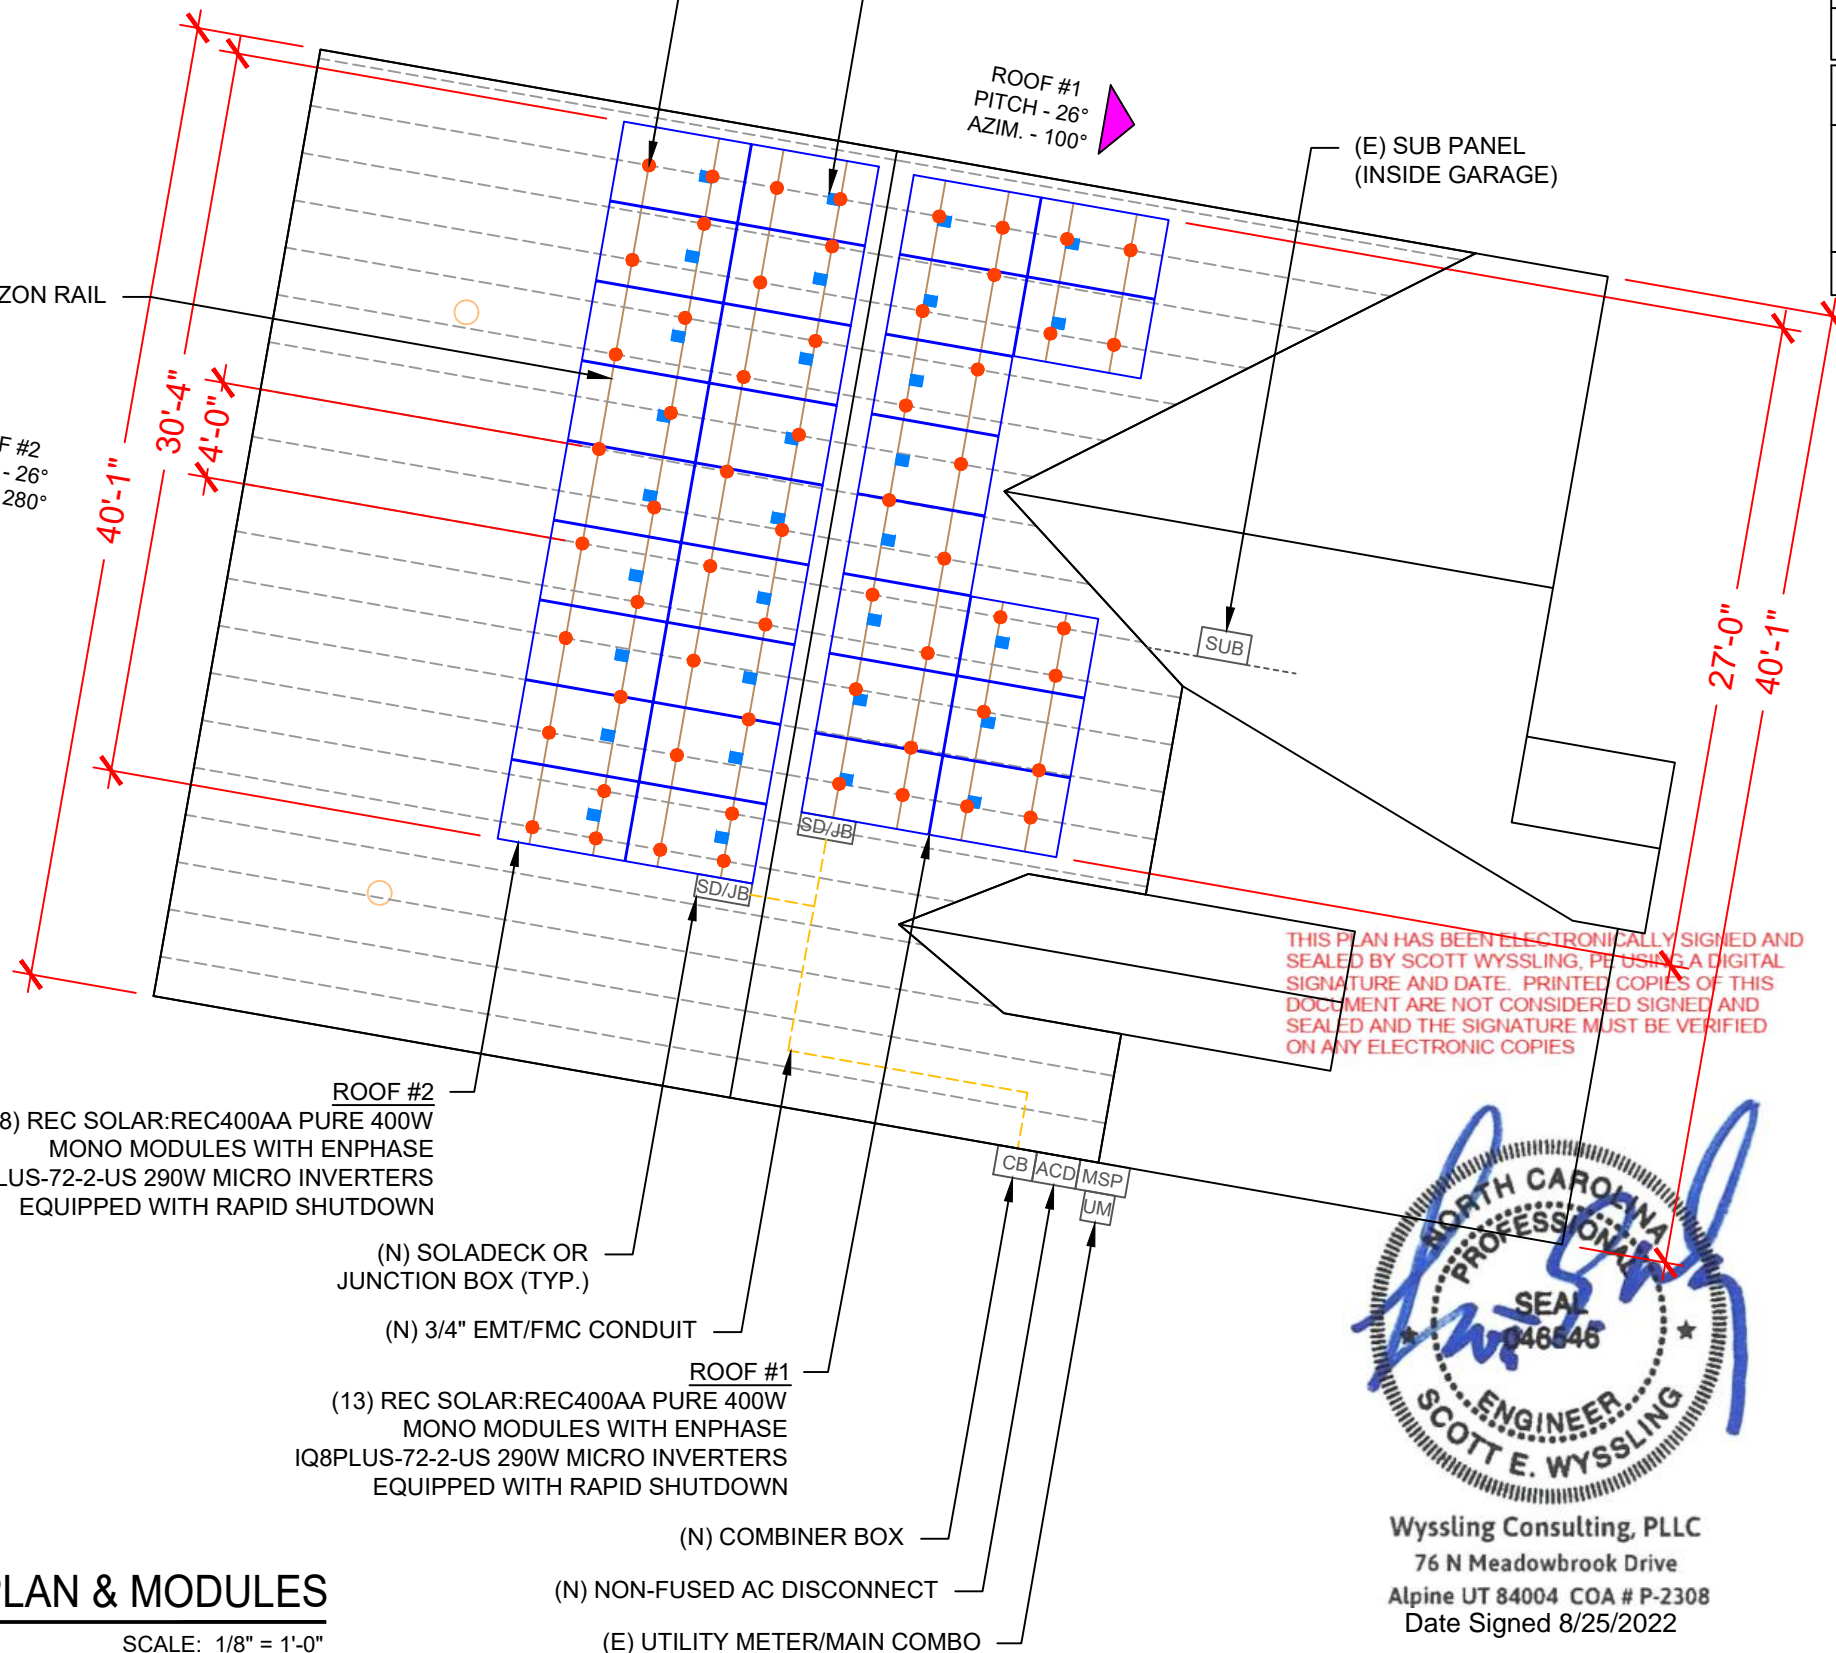 ROOF #1
PITCH - 26°
AZIM. - 100°
(E) SUB PANEL
(INSIDE GARAGE)
ZON RAIL
F #2
- 26°
280°
40'-1"
30'-4"
4'-0"
SUB
27'-0"
40'-1"
SD/JB
SD/JB
THIS PLAN HAS BEEN ELECTRONICALLY SIGNED AND
SEALED BY SCOTT WYSSLING, PE USING A DIGITAL
SIGNATURE AND DATE. PRINTED COPIES OF THIS
DOCUMENT ARE NOT CONSIDERED SIGNED AND
SEALED AND THE SIGNATURE MUST BE VERIFIED
ON ANY ELECTRONIC COPIES
ROOF #2
8) REC SOLAR:REC400AA PURE 400W
MONO MODULES WITH ENPHASE
LUS-72-2-US 290W MICRO INVERTERS
EQUIPPED WITH RAPID SHUTDOWN
CB ACD MSP
UM
(N) SOLADECK OR
JUNCTION BOX (TYP.)
(N) 3/4" EMT/FMC CONDUIT
ROOF #1
(13) REC SOLAR:REC400AA PURE 400W
MONO MODULES WITH ENPHASE
IQ8PLUS-72-2-US 290W MICRO INVERTERS
EQUIPPED WITH RAPID SHUTDOWN
(N) COMBINER BOX
(N) NON-FUSED AC DISCONNECT
(E) UTILITY METER/MAIN COMBO
NORTH CAROLINA
PROFESSIONAL
SEAL
046546
ENGINEER
SCOTT E. WYSSLING
Wyssling Consulting, PLLC
76 N Meadowbrook Drive
Alpine UT 84004 COA # P-2308
Date Signed 8/25/2022
PLAN & MODULES
SCALE: 1/8" = 1'-0"